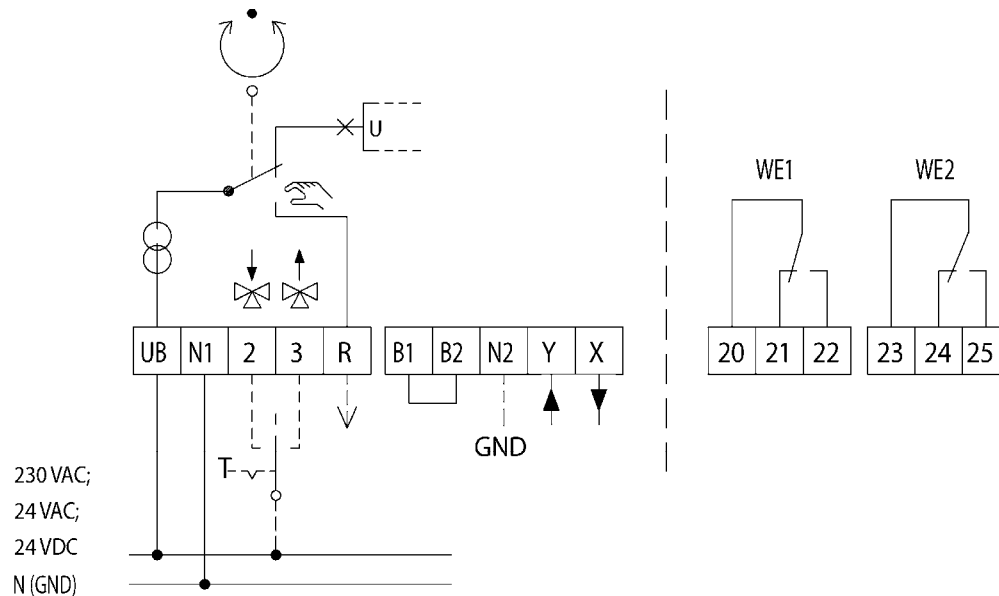 U
WE1 WE2
UB N1 2 3 R B1 B2 N2 Y X 20 21 22 23 24 25
GND
T
230 VAC;
24 VAC;
24 VDC
N (GND)